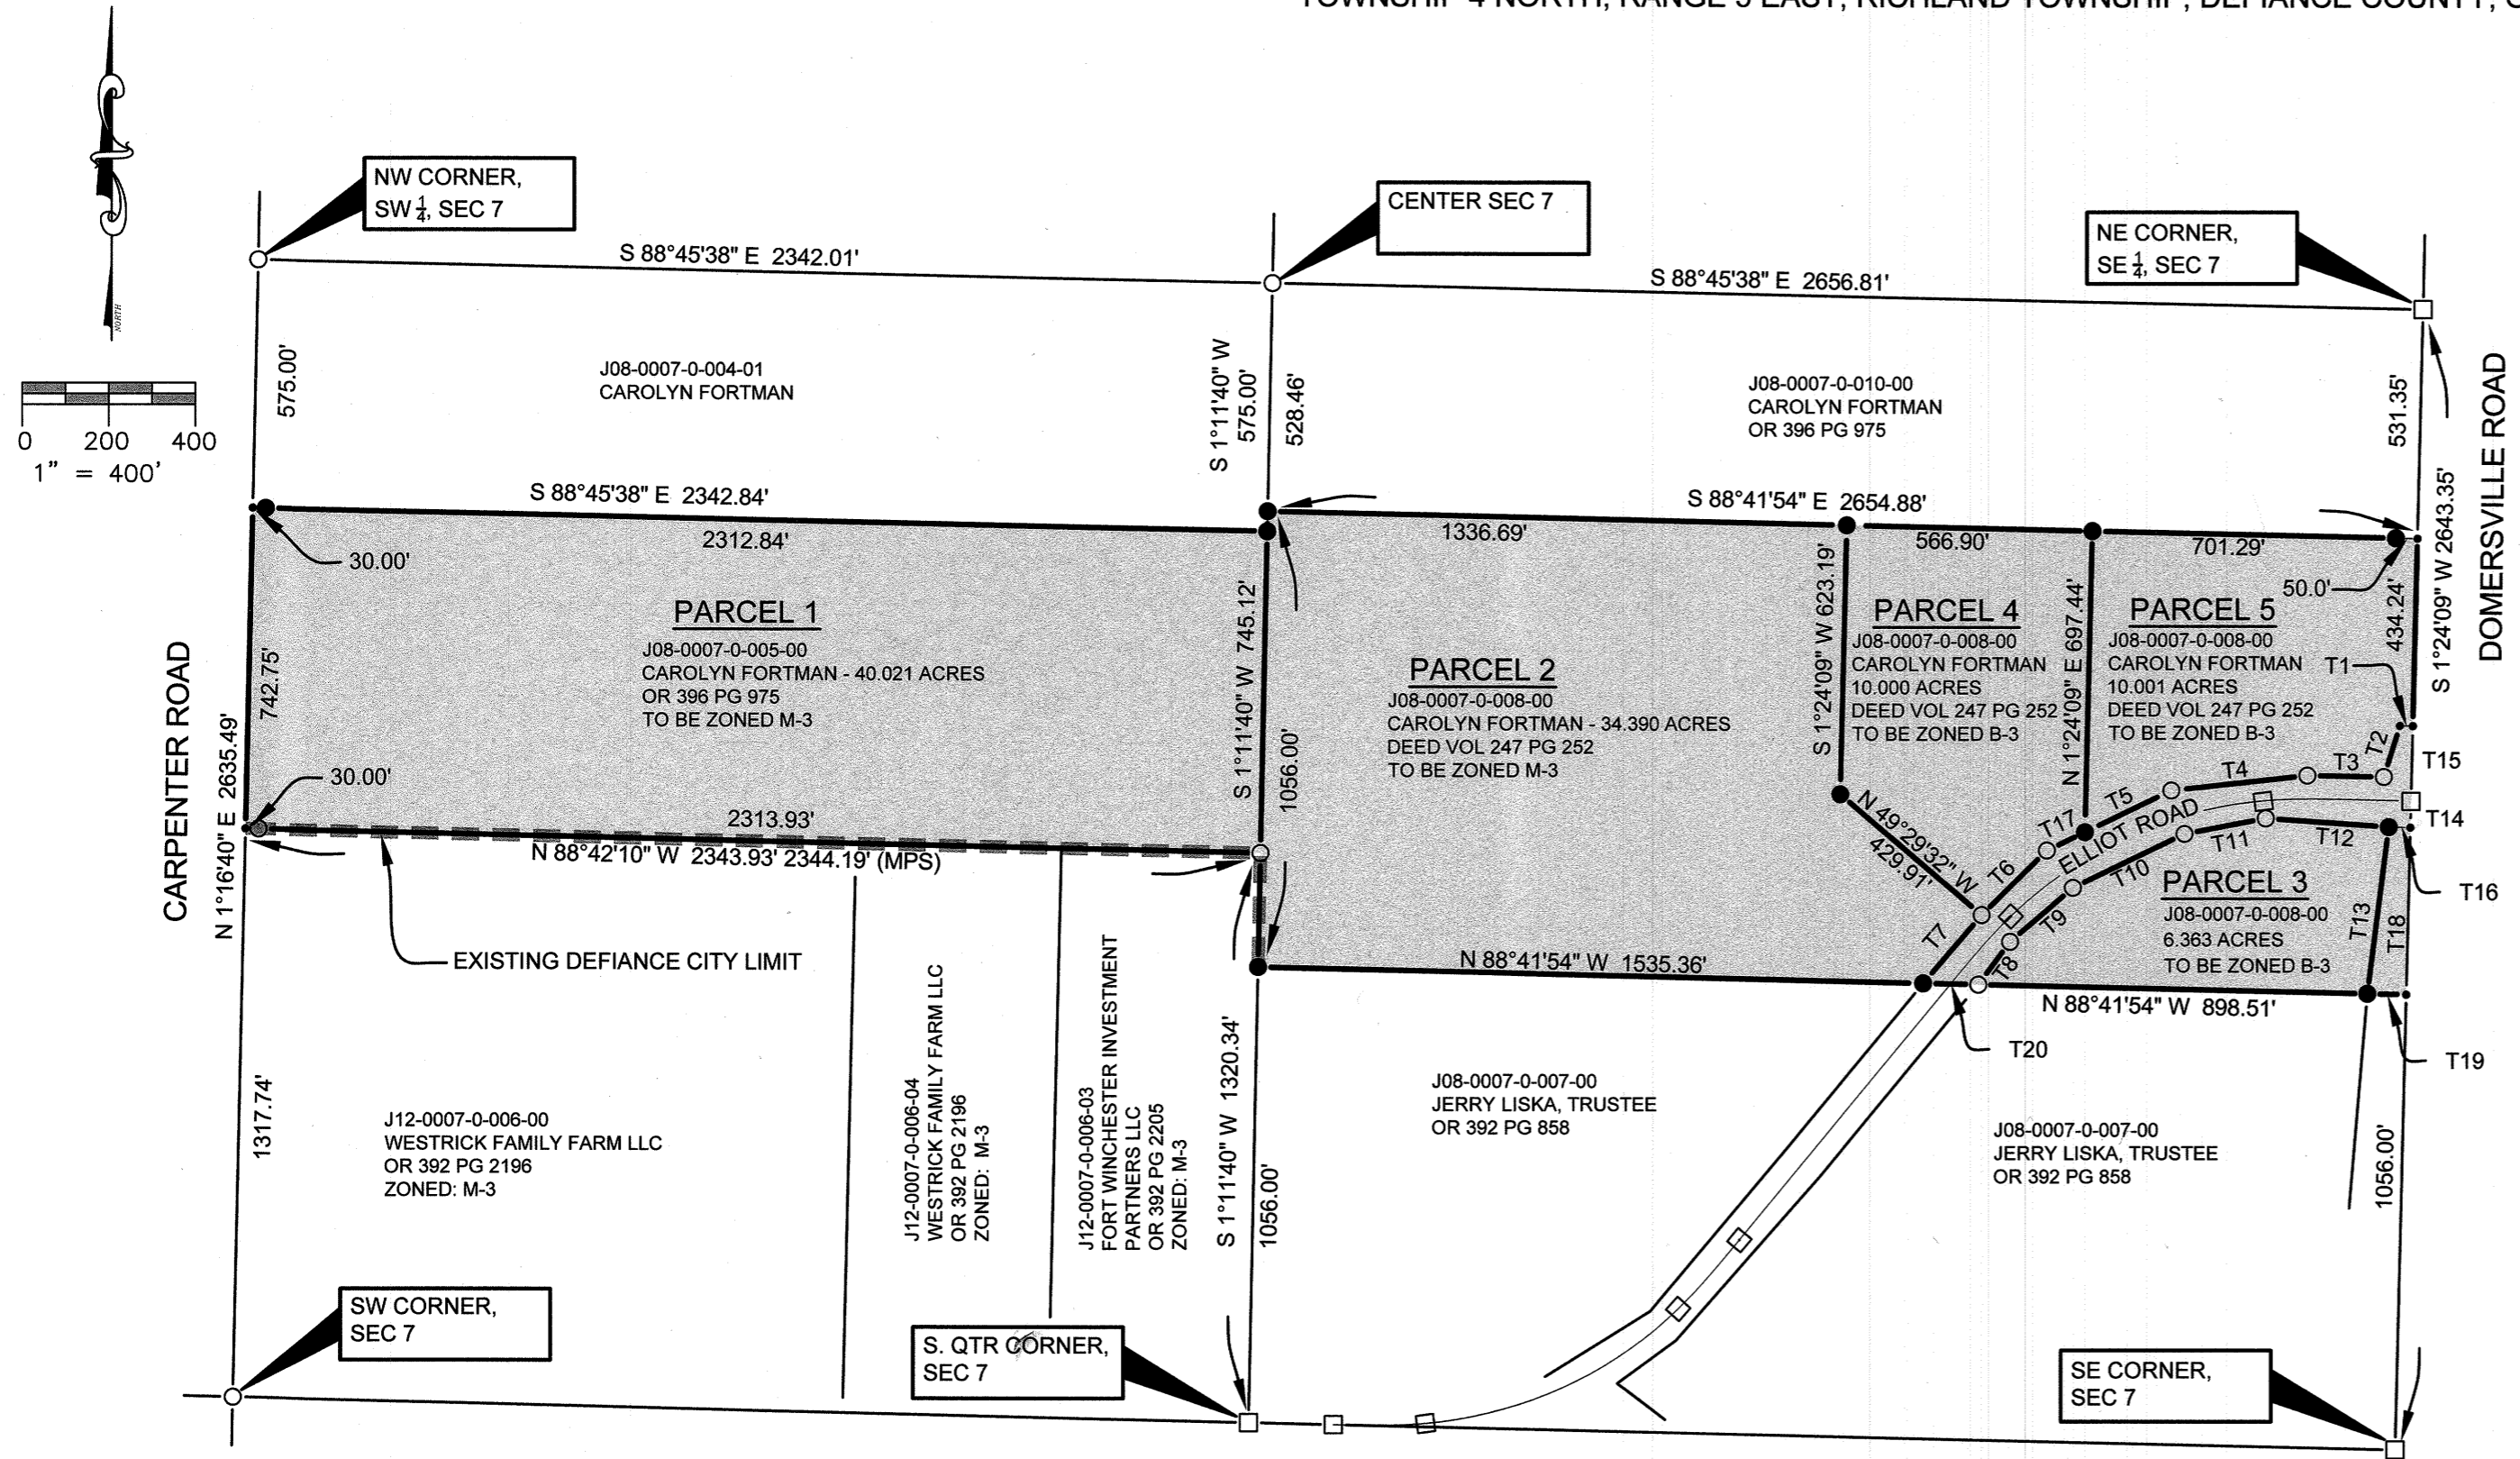 TOWNSHIP 4 NORTH, RANGE 5 EAST, RICHLAND TOWNSHIP, DEFIANCE COUNTY,
NORTH
0 200 400
1" = 400'
NW CORNER,
SW 1/4, SEC 7
CENTER SEC 7
NE CORNER,
SE 1/4, SEC 7
S 88°45'38" E 2342.01'
S 88°45'38" E 2656.81'
575.00'
J08-0007-0-004-01
CAROLYN FORTMAN
S 1°11'40" W
575.00'
528.46'
J08-0007-0-010-00
CAROLYN FORTMAN
OR 396 PG 975
531.35'
S 1°24'09" W 2643.35'
DOMERSVILLE ROAD
S 88°45'38" E 2342.84'
2312.84'
30.00'
S 88°41'54" E 2654.88'
1336.69'
566.90'
701.29'
50.0'
434.24'
CARPENTER ROAD
N 1°16'40" E 2635.49'
742.75'
PARCEL 1
J08-0007-0-005-00
CAROLYN FORTMAN - 40.021 ACRES
OR 396 PG 975
TO BE ZONED M-3
S 1°11'40" W 745.12'
1056.00'
PARCEL 2
J08-0007-0-008-00
CAROLYN FORTMAN - 34.390 ACRES
DEED VOL 247 PG 252
TO BE ZONED M-3
S 1°24'09" W 623.19'
PARCEL 4
J08-0007-0-008-00
CAROLYN FORTMAN
10.000 ACRES
DEED VOL 247 PG 252
TO BE ZONED B-3
N 1°24'09" E 697.44'
PARCEL 5
J08-0007-0-008-00
CAROLYN FORTMAN
10.001 ACRES
DEED VOL 247 PG 252
TO BE ZONED B-3
T1
T2
T3
T4
T5
T15
T14
T17
T6
T7
ELLIOT ROAD
T8
T9
T10
T11
T12
T16
T13
T18
T19
T20
N 49°29'32" W
429.91'
PARCEL 3
J08-0007-0-008-00
6.363 ACRES
TO BE ZONED B-3
30.00'
2313.93'
N 88°42'10" W 2343.93' 2344.19' (MPS)
EXISTING DEFIANCE CITY LIMIT
N 88°41'54" W 1535.36'
N 88°41'54" W 898.51'
1317.74'
J12-0007-0-006-00
WESTRICK FAMILY FARM LLC
OR 392 PG 2196
ZONED: M-3
J12-0007-0-006-04
WESTRICK FAMILY FARM LLC
OR 392 PG 2196
ZONED: M-3
J12-0007-0-006-03
FORT WINCHESTER INVESTMENT
PARTNERS LLC
OR 392 PG 2205
ZONED: M-3
S 1°11'40" W 1320.34'
1056.00'
J08-0007-0-007-00
JERRY LISKA, TRUSTEE
OR 392 PG 858
J08-0007-0-007-00
JERRY LISKA, TRUSTEE
OR 392 PG 858
1056.00'
SW CORNER,
SEC 7
S. QTR CORNER,
SEC 7
SE CORNER,
SEC 7